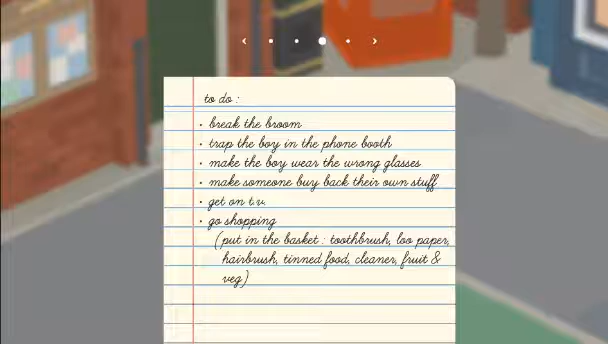 to do :
• break the broom
• trap the boy in the phone booth
• make the boy wear the wrong glasses
• make someone buy back their own stuff
• get on t.v.
• go shopping
(put in the basket : toothbrush, loo paper,
hairbrush, tinned food, cleaner, fruit &
veg)